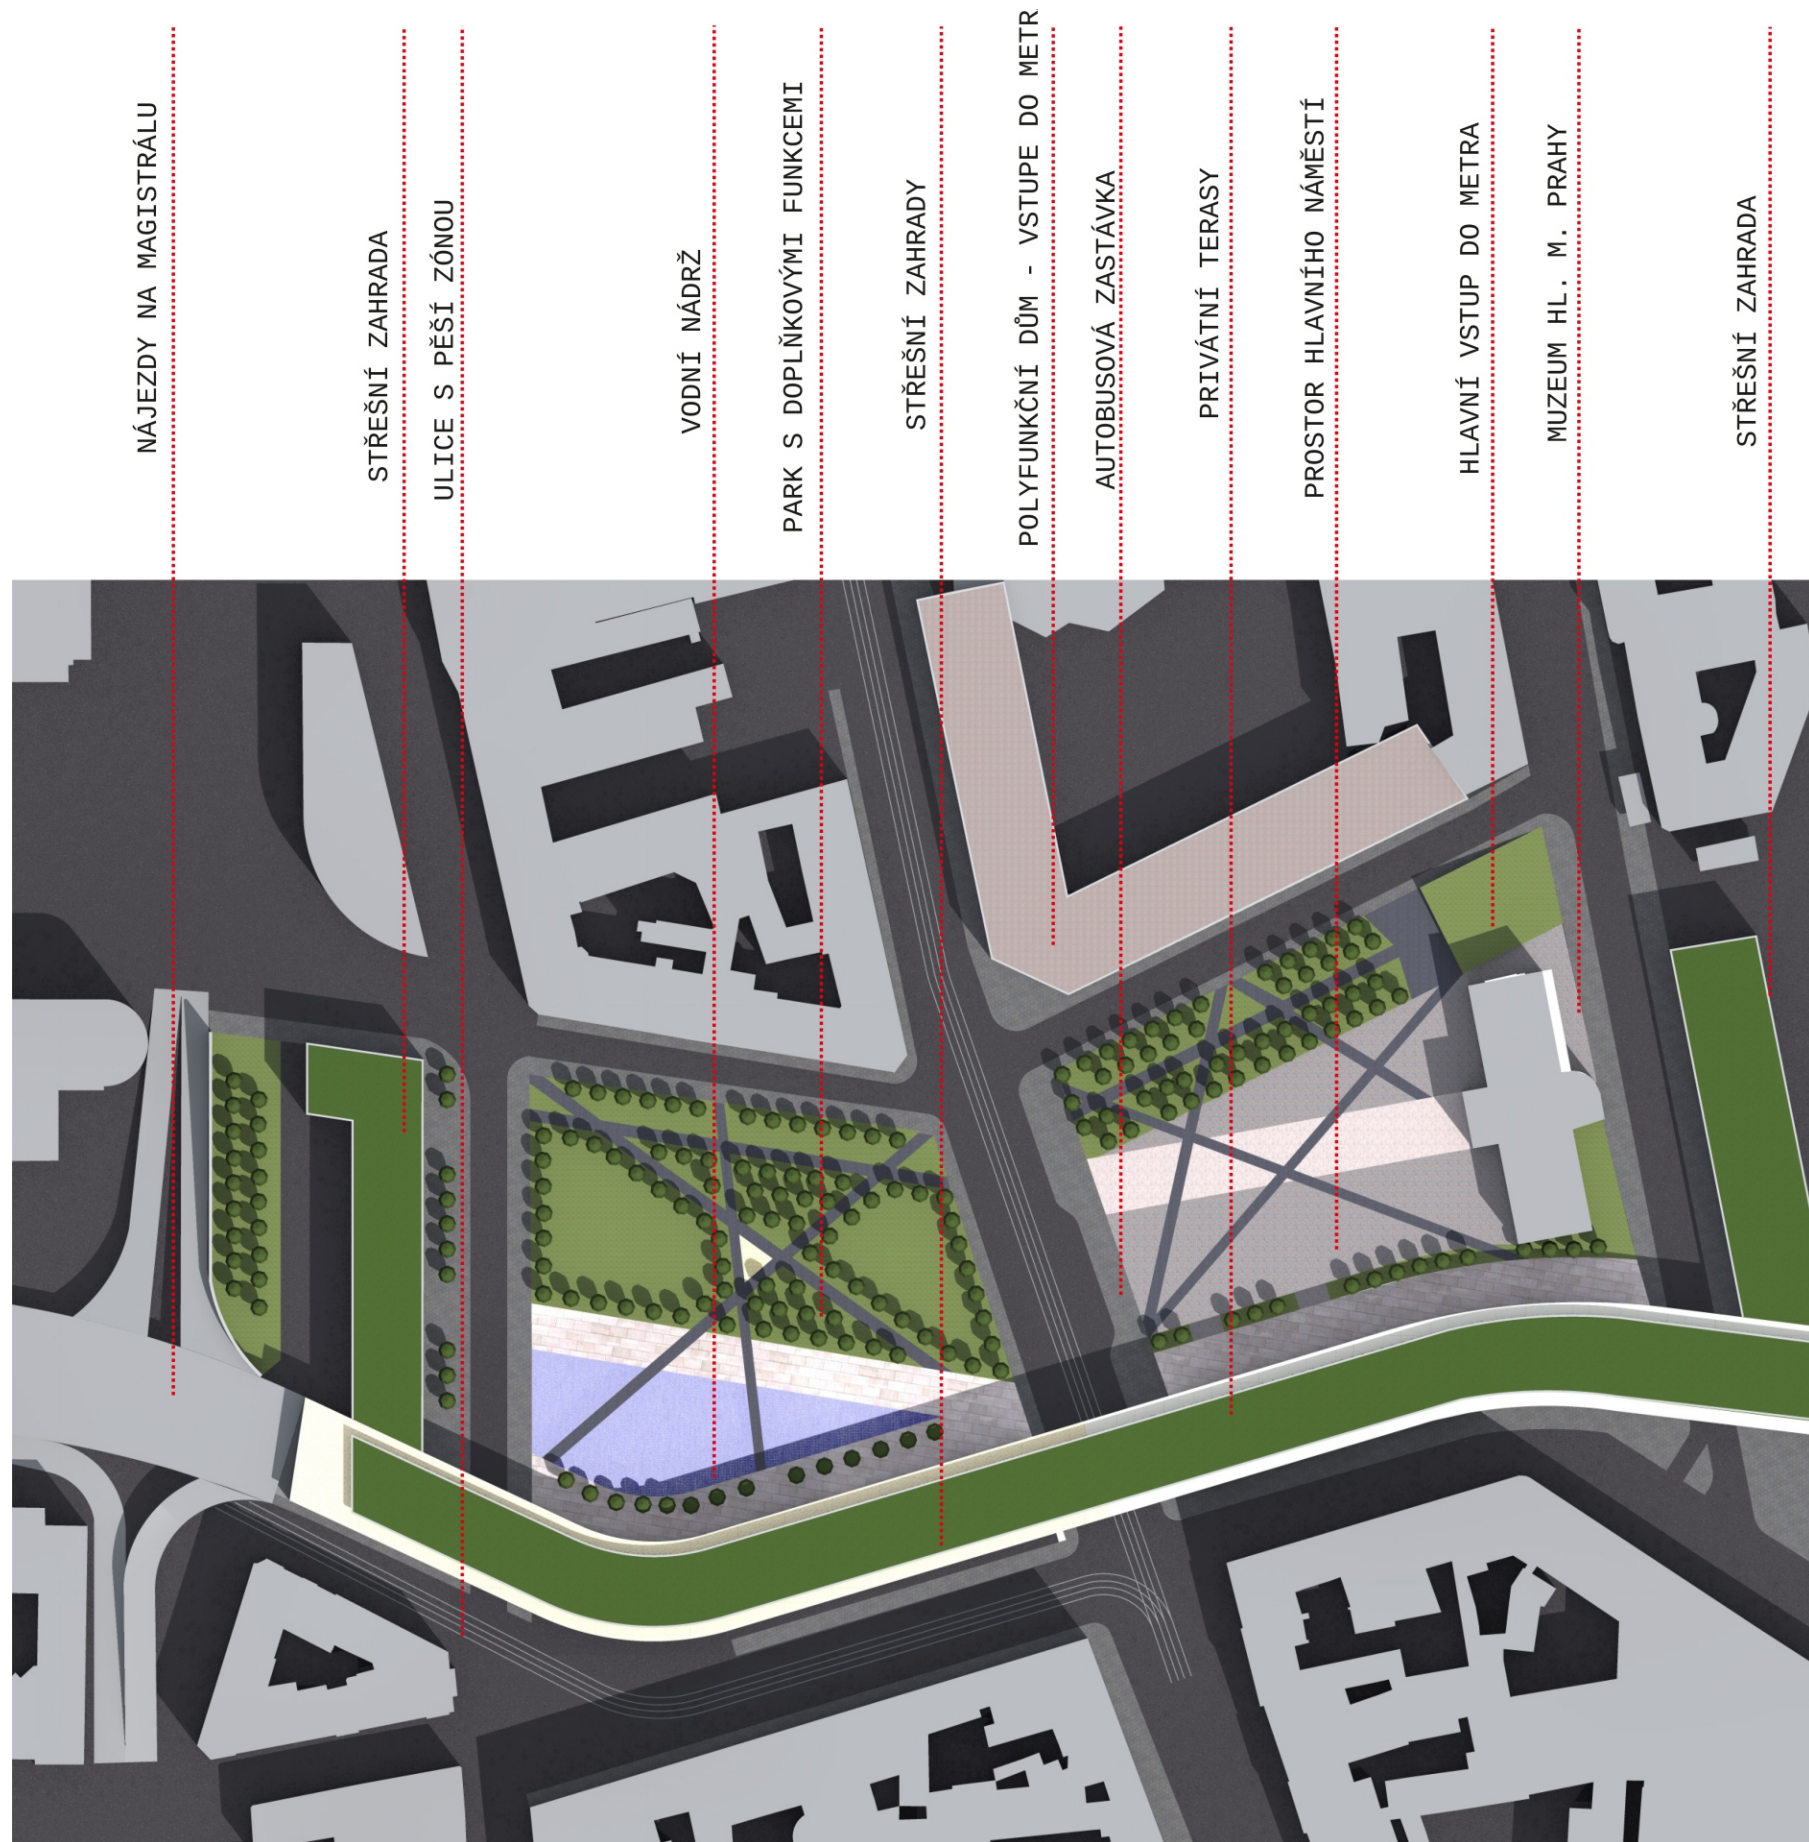 NÁJEZDY NA MAGISTRÁLU
STŘEŠNÍ ZAHRADA
ULICE S PĚŠÍ ZÓNOU
VODNÍ NÁDRŽ
PARK S DOPLŇKOVÝMI FUNKCEMI
STŘEŠNÍ ZAHRADY
POLYFUNKČNÍ DŮM - VSTUPE DO METR
AUTOBUSOVÁ ZASTÁVKA
PRIVÁTNÍ TERASY
PROSTOR HLAVNÍHO NÁMĚSTÍ
HLAVNÍ VSTUP DO METRA
MUZEUM HL. M. PRAHY
STŘEŠNÍ ZAHRADA